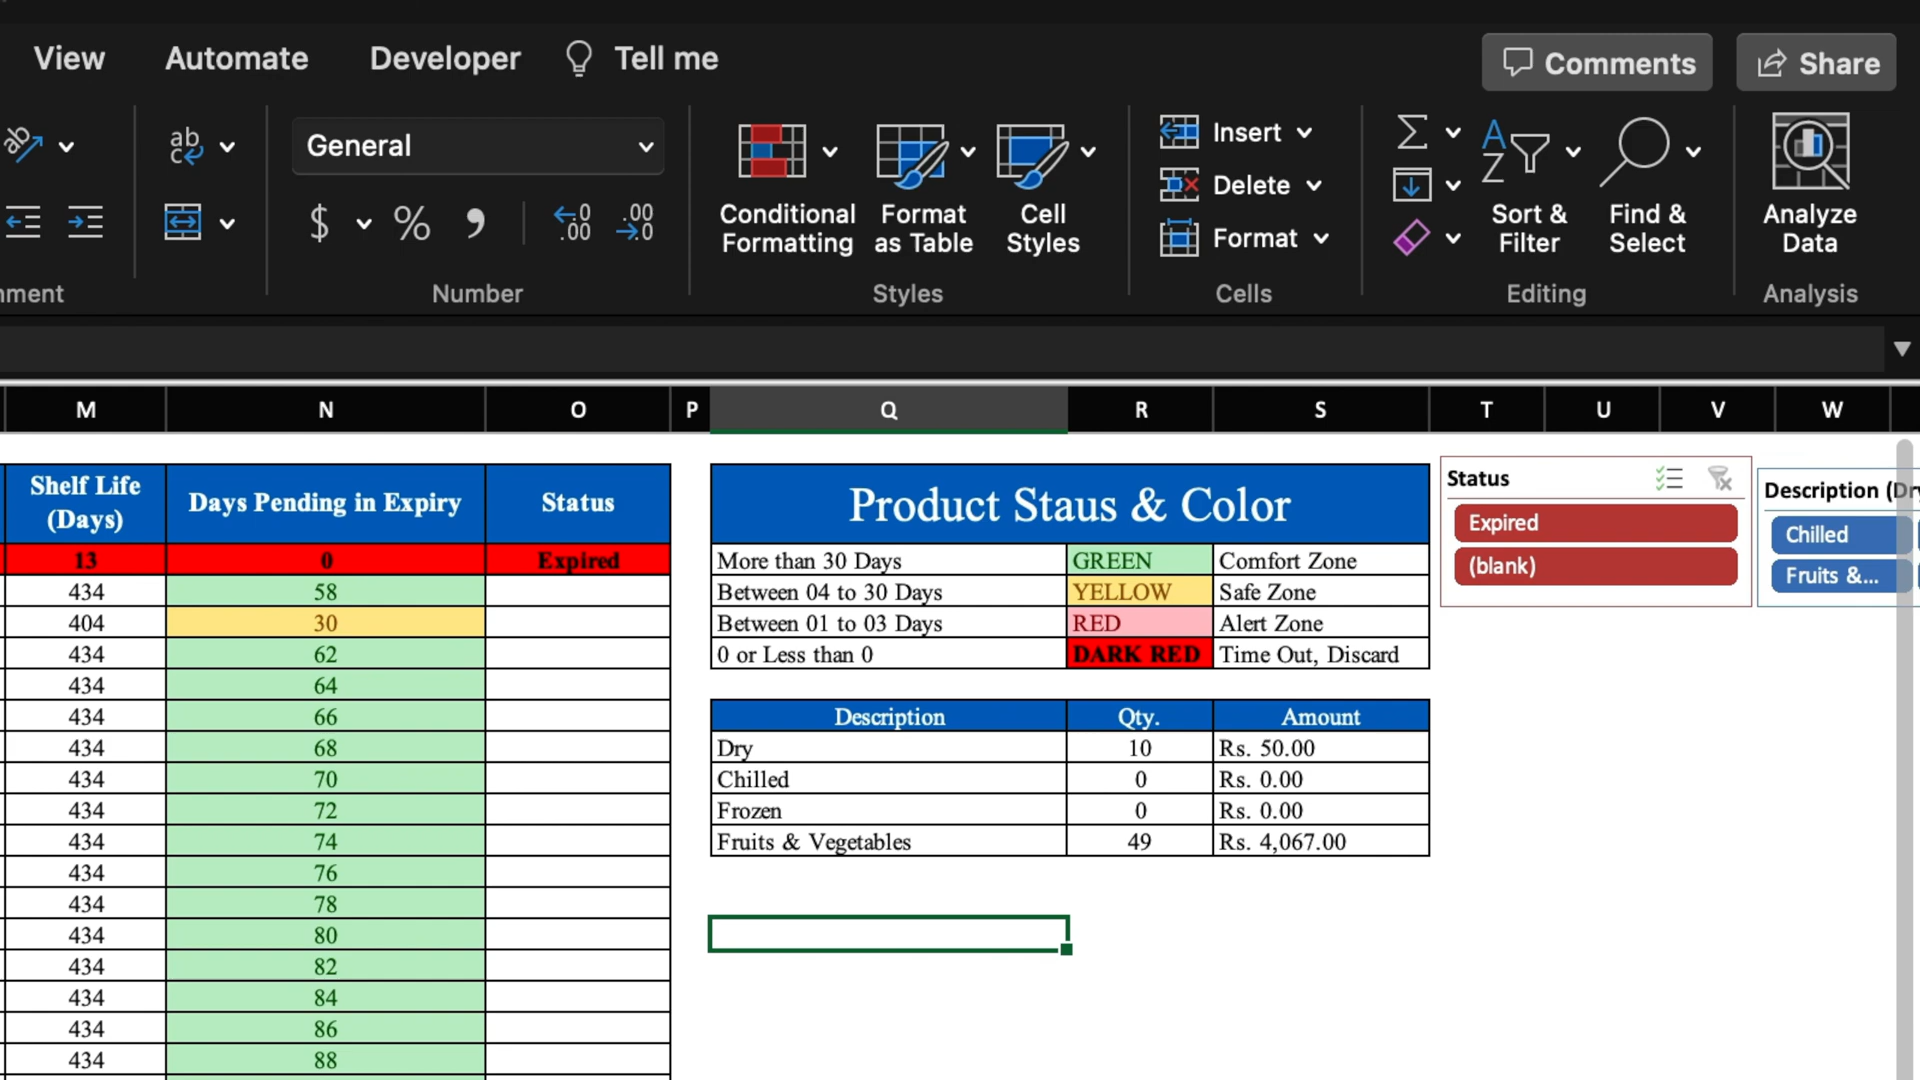 View Automate Developer Tell me Comments Share
General Insert
Delete
Conditional Formatting Format as Table Cell Styles Format Sort & Filter Find & Select Analyze Data
$ % , .00 .00
nment Number Styles Cells Editing Analysis
M N O P Q R S T U V W
Shelf Life (Days) Days Pending in Expiry Status
13 0 Expired
434 58
404 30
434 62
434 64
434 66
434 68
434 70
434 72
434 74
434 76
434 78
434 80
434 82
434 84
434 86
434 88
Product Staus & Color
More than 30 Days GREEN Comfort Zone
Between 04 to 30 Days YELLOW Safe Zone
Between 01 to 03 Days RED Alert Zone
0 or Less than 0 DARK RED Time Out, Discard
Description Qty. Amount
Dry 10 Rs. 50.00
Chilled 0 Rs. 0.00
Frozen 0 Rs. 0.00
Fruits & Vegetables 49 Rs. 4,067.00
Status
Expired
(blank)
Description (Dry
Chilled
Fruits &...